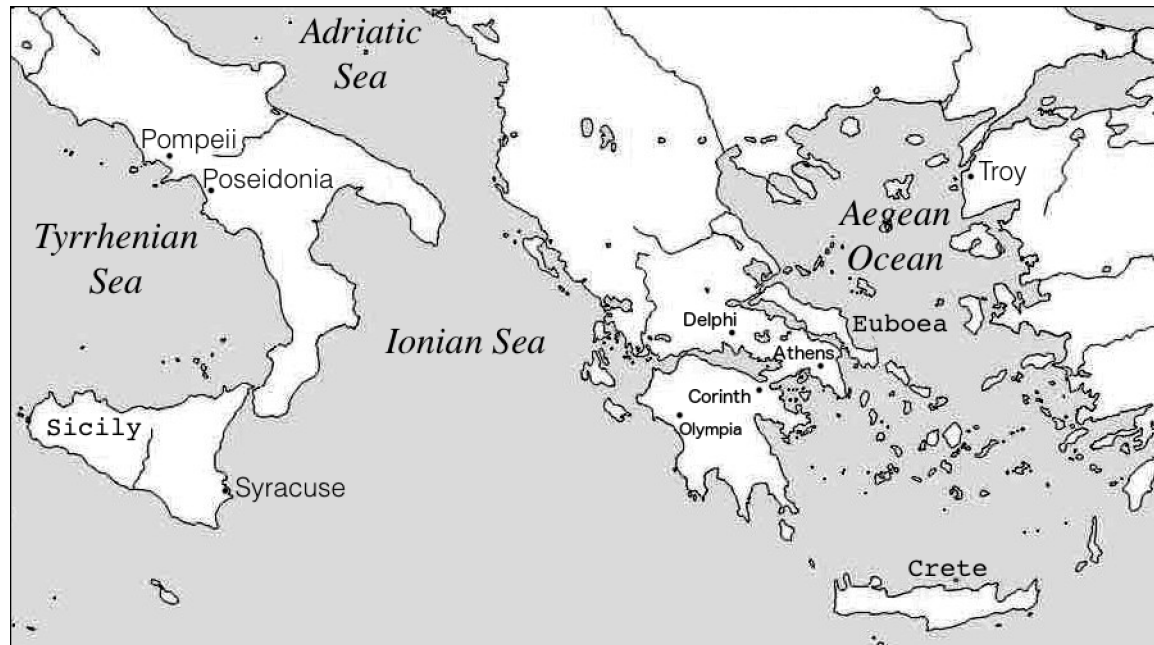 Adriatic
Sea
Pompeii
Poseidonia
Troy
Tyrrhenian
Sea
Aegean
Ocean
Ionian Sea
Delphi
Euboea
Athens
Corinth
Sicily
Olympia
Syracuse
Crete